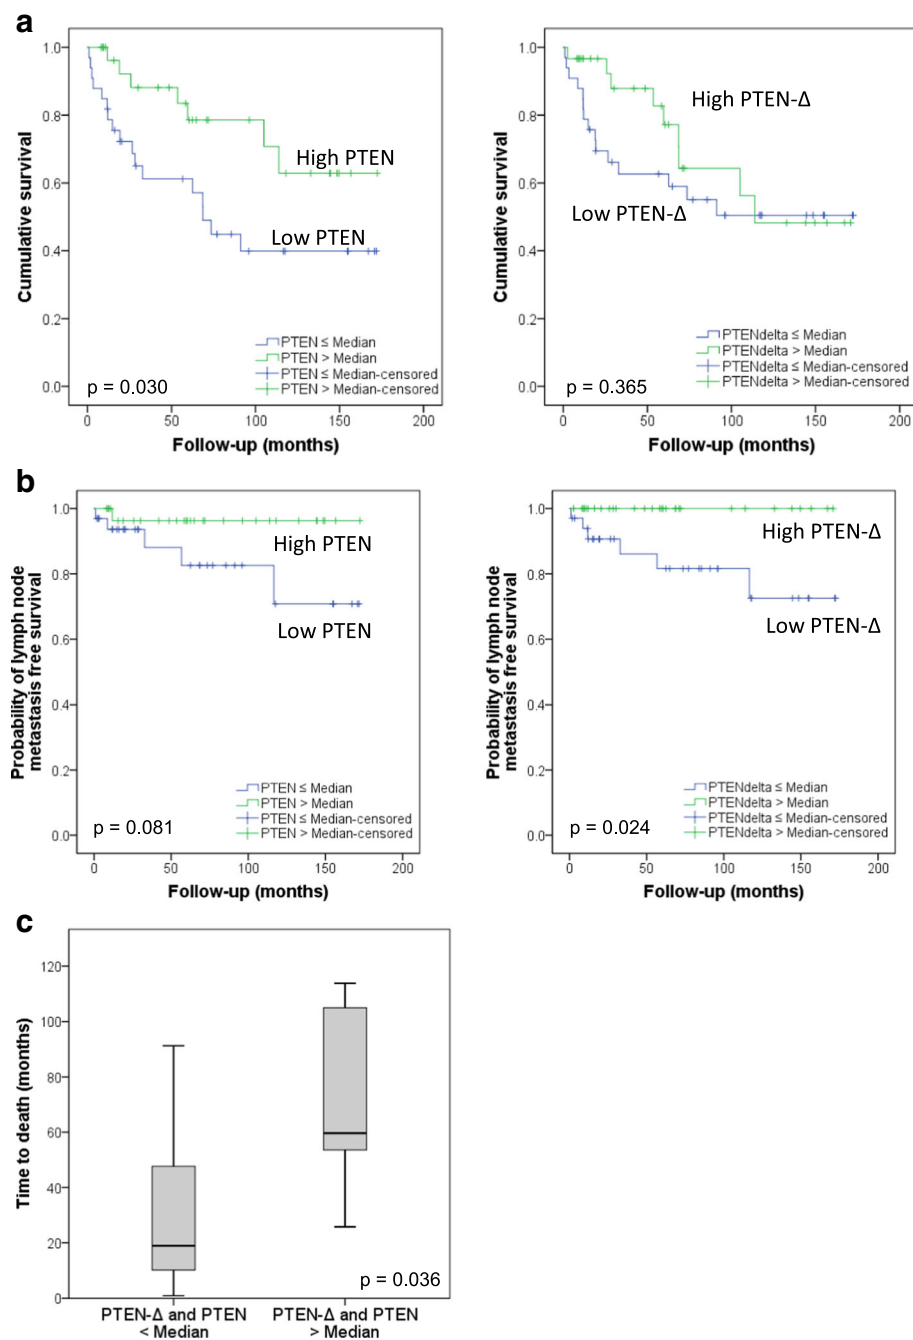 a
1.0
0.8
0.6
0.4
0.2
0.0
Cumulative survival
High PTEN
Low PTEN
PTEN ≤ Median
PTEN > Median
PTEN ≤ Median-censored
PTEN > Median-censored
p = 0.030
0 50 100 150 200
Follow-up (months)
1.0
0.8
0.6
0.4
0.2
0.0
Cumulative survival
High PTEN-Δ
Low PTEN-Δ
PTENdelta ≤ Median
PTENdelta > Median
PTENdelta ≤ Median-censored
PTENdelta > Median-censored
p = 0.365
0 50 100 150 200
Follow-up (months)
b
1.0
0.8
0.6
0.4
0.2
0.0
Probability of lymph node
metastasis free survival
High PTEN
Low PTEN
PTEN ≤ Median
PTEN > Median
PTEN ≤ Median-censored
PTEN > Median-censored
p = 0.081
0 50 100 150 200
Follow-up (months)
1.0
0.8
0.6
0.4
0.2
0.0
Probability of lymph node
metastasis free survival
High PTEN-Δ
Low PTEN-Δ
PTENdelta ≤ Median
PTENdelta > Median
PTENdelta ≤ Median-censored
PTENdelta > Median-censored
p = 0.024
0 50 100 150 200
Follow-up (months)
c
120
100
80
60
40
20
0
Time to death (months)
p = 0.036
PTEN-Δ and PTEN
< Median
PTEN-Δ and PTEN
> Median